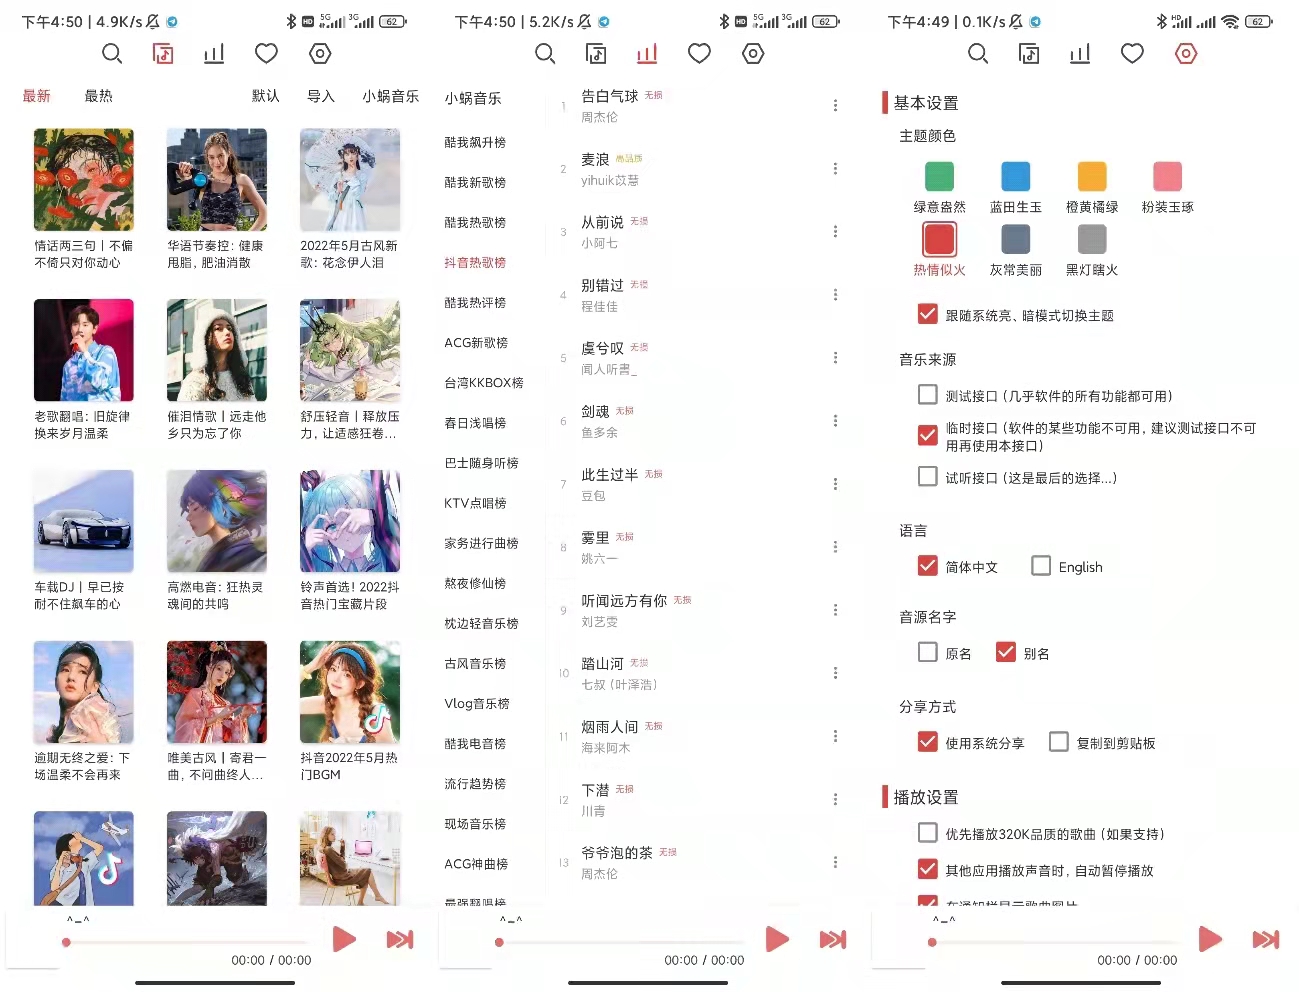 下午4:50 | 4.9K/s
HD 5G 3G 62
最新 最热 默认 导入 小蜗音乐
情话两三句丨不偏
不倚只对你动心
华语节奏控: 健康
甩脂, 肥油消散
2022年5月古风新
歌: 花念伊人泪
老歌翻唱: 旧旋律
换来岁月温柔
催泪情歌丨远走他
乡只为忘了你
舒压轻音丨释放压
力, 让适感狂卷...
车载DJ丨早已按
耐不住飙车的心
高燃电音: 狂热灵
魂间的共鸣
铃声首选! 2022抖
音热门宝藏片段
逾期无终之爱: 下
场温柔不会再来
唯美古风丨寄君一
曲, 不问曲终人...
抖音2022年5月热
门BGM
^-^
00:00 / 00:00
下午4:50 | 5.2K/s
HD 5G 3G 62
小蜗音乐
酷我飙升榜
酷我新歌榜
酷我热歌榜
抖音热歌榜
酷我热评榜
ACG新歌榜
台湾KKBOX榜
春日浅唱榜
巴士随身听榜
KTV点唱榜
家务进行曲榜
熬夜修仙榜
枕边轻音乐榜
古风音乐榜
Vlog音乐榜
酷我电音榜
流行趋势榜
现场音乐榜
ACG神曲榜
最强翻唱榜
1 告白气球 无损
周杰伦
2 麦浪 高品质
yihuik苡慧
3 从前说 无损
小阿七
4 别错过 无损
程佳佳
5 虞兮叹 无损
闻人听書_
6 剑魂 无损
鱼多余
7 此生过半 无损
豆包
8 雾里 无损
姚六一
9 听闻远方有你 无损
刘艺雯
10 踏山河 无损
七叔 (叶泽浩)
11 烟雨人间 无损
海来阿木
12 下潜 无损
川青
13 爷爷泡的茶 无损
周杰伦
^-^
00:00 / 00:00
下午4:49 | 0.1K/s
HD 62
基本设置
主题颜色
绿意盎然 蓝田生玉 橙黄橘绿 粉装玉琢
热情似火 灰常美丽 黑灯瞎火
跟随系统亮、暗模式切换主题
音乐来源
测试接口 (几乎软件的所有功能都可用)
临时接口 (软件的某些功能不可用, 建议测试接口不可
用再使用本接口)
试听接口 (这是最后的选择...)
语言
简体中文 English
音源名字
原名 别名
分享方式
使用系统分享 复制到剪贴板
播放设置
优先播放320K品质的歌曲 (如果支持)
其他应用播放声音时, 自动暂停播放
在通知栏显示歌曲图片
^-^
00:00 / 00:00